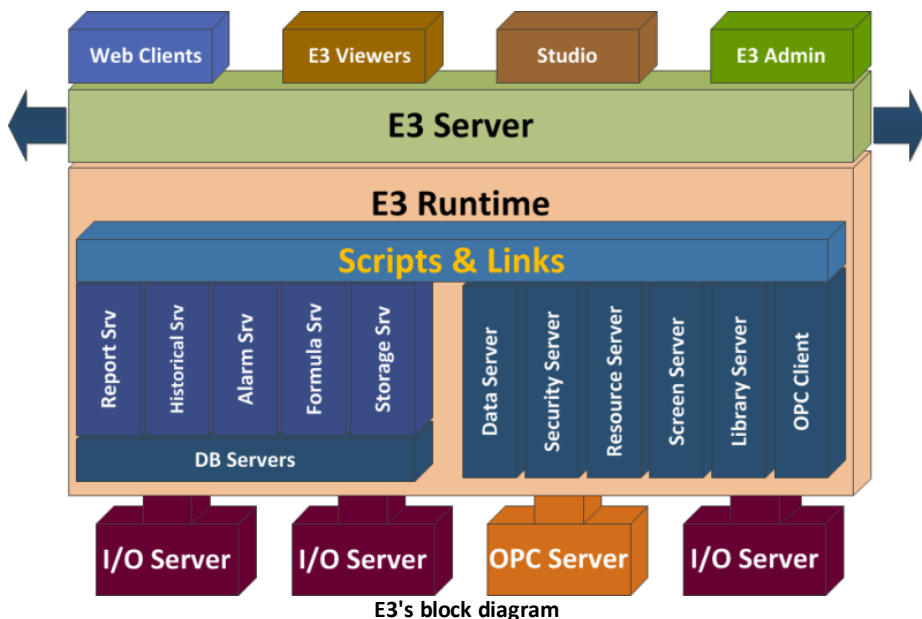 Web Clients
E3 Viewers
Studio
E3 Admin
E3 Server
E3 Runtime
Scripts & Links
Report Srv
Historical Srv
Alarm Srv
Formula Srv
Storage Srv
Data Server
Security Server
Resource Server
Screen Server
Library Server
OPC Client
DB Servers
I/O Server
I/O Server
OPC Server
I/O Server
E3's block diagram